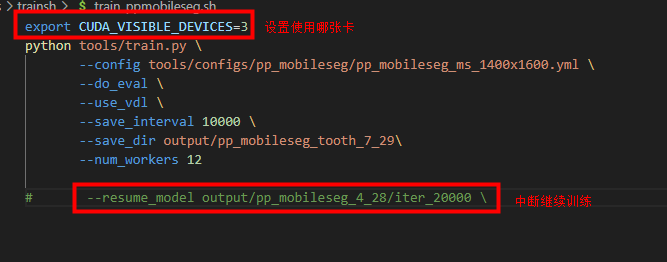 trainsh > $ train_ppmobileseg.sh
export CUDA_VISIBLE_DEVICES=3 设置使用哪张卡
python tools/train.py \
--config tools/configs/pp_mobileseg/pp_mobileseg_ms_1400x1600.yml \
--do_eval \
--use_vdl \
--save_interval 10000 \
--save_dir output/pp_mobileseg_tooth_7_29\
--num_workers 12
# --resume_model output/pp_mobileseg_4_28/iter_20000 \ 中断继续训练